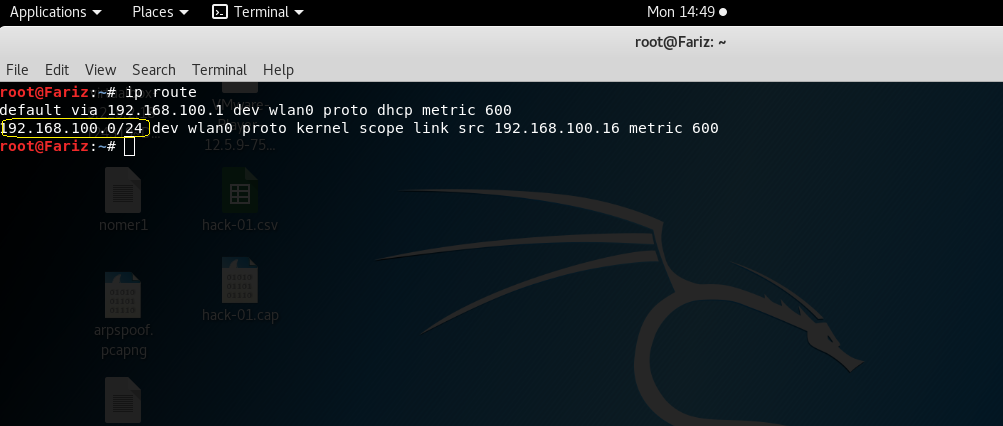 Applications Places Terminal Mon 14:49
root@Fariz: ~
File Edit View Search Terminal Help
root@Fariz:~# ip route
default via 192.168.100.1 dev wlan0 proto dhcp metric 600
192.168.100.0/24 dev wlan0 proto kernel scope link src 192.168.100.16 metric 600
root@Fariz:~#
VMware-
Player-
12.5.9-75...
nomer1 hack-01.csv
arpspoof.
pcapng
hack-01.cap